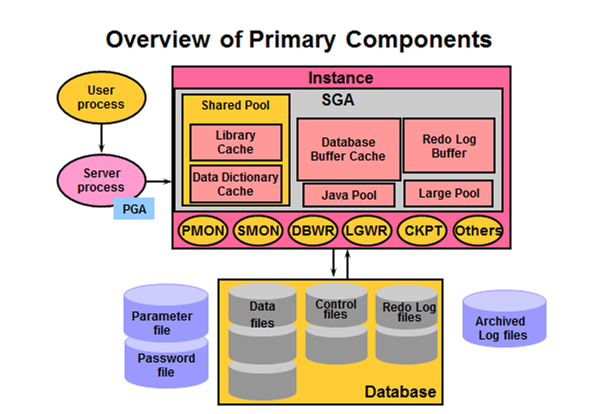 Overview of Primary Components
Instance
User
process
SGA
Shared Pool
Library
Cache
Database
Buffer Cache
Redo Log
Buffer
Server
process
Data Dictionary
Cache
Java Pool
Large Pool
PGA
PMON
SMON
DBWR
LGWR
CKPT
Others
Parameter
file
Password
file
Data
files
Control
files
Redo Log
files
Archived
Log files
Database